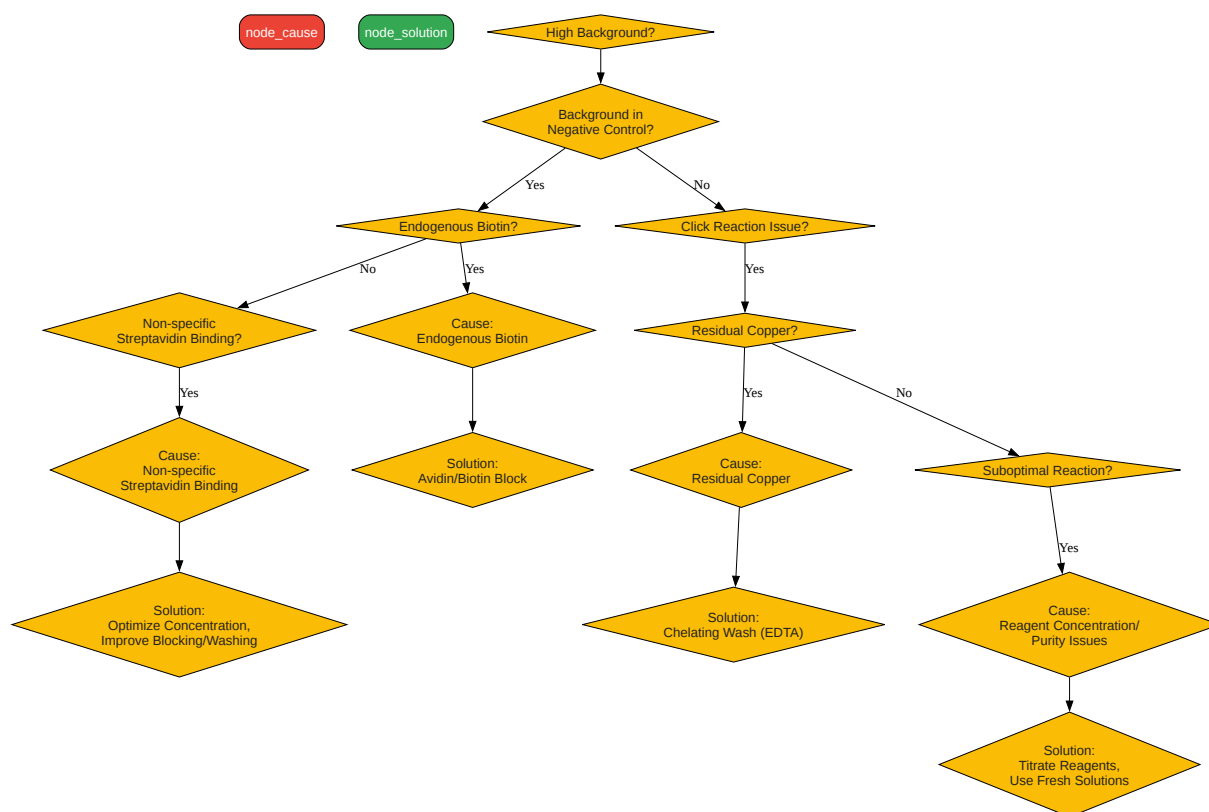 node_cause
node_solution
High Background?
Background in
Negative Control?
Yes
No
Endogenous Biotin?
Click Reaction Issue?
No
Yes
Yes
Non-specific
Streptavidin Binding?
Cause:
Endogenous Biotin
Residual Copper?
Yes
Yes
No
Cause:
Non-specific
Streptavidin Binding
Solution:
Avidin/Biotin Block
Cause:
Residual Copper
Suboptimal Reaction?
Yes
Solution:
Optimize Concentration,
Improve Blocking/Washing
Solution:
Chelating Wash (EDTA)
Cause:
Reagent Concentration/
Purity Issues
Solution:
Titrate Reagents,
Use Fresh Solutions